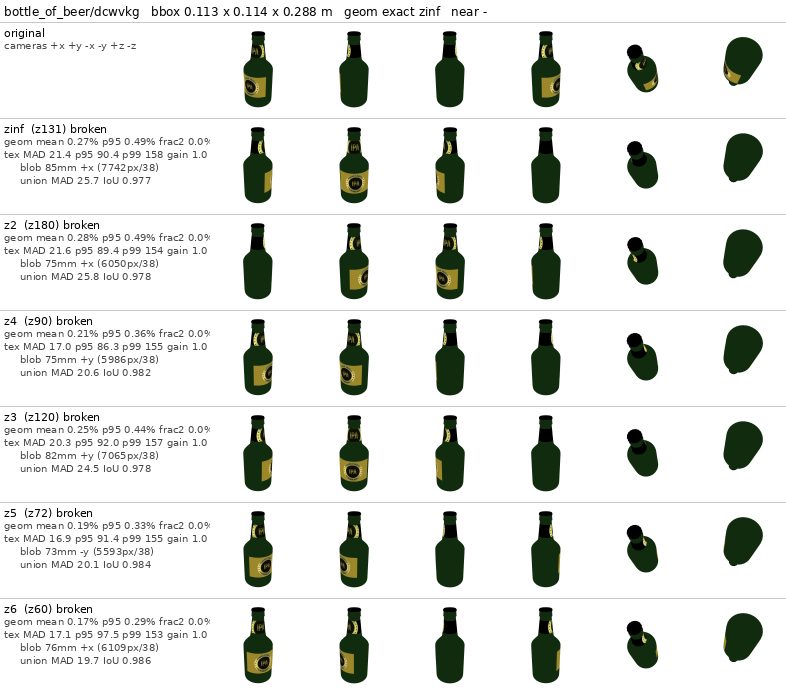 bottle_of_beer/dcwvkg bbox 0.113 x 0.114 x 0.288 m geom exact zinf near -
original
cameras +x +y -x -y +z -z
zinf (z131) broken
geom mean 0.27% p95 0.49% frac2 0.0%
tex MAD 21.4 p95 90.4 p99 158 gain 1.0
blob 85mm +x (7742px/38)
union MAD 25.7 IoU 0.977
z2 (z180) broken
geom mean 0.28% p95 0.49% frac2 0.0%
tex MAD 21.6 p95 89.4 p99 154 gain 1.0
blob 75mm +x (6050px/38)
union MAD 25.8 IoU 0.978
z4 (z90) broken
geom mean 0.21% p95 0.36% frac2 0.0%
tex MAD 17.0 p95 86.3 p99 155 gain 1.0
blob 75mm +y (5986px/38)
union MAD 20.6 IoU 0.982
z3 (z120) broken
geom mean 0.25% p95 0.44% frac2 0.0%
tex MAD 20.3 p95 92.0 p99 157 gain 1.0
blob 82mm +y (7065px/38)
union MAD 24.5 IoU 0.978
z5 (z72) broken
geom mean 0.19% p95 0.33% frac2 0.0%
tex MAD 16.9 p95 91.4 p99 155 gain 1.0
blob 73mm -y (5593px/38)
union MAD 20.1 IoU 0.984
z6 (z60) broken
geom mean 0.17% p95 0.29% frac2 0.0%
tex MAD 17.1 p95 97.5 p99 153 gain 1.0
blob 76mm +x (6109px/38)
union MAD 19.7 IoU 0.986